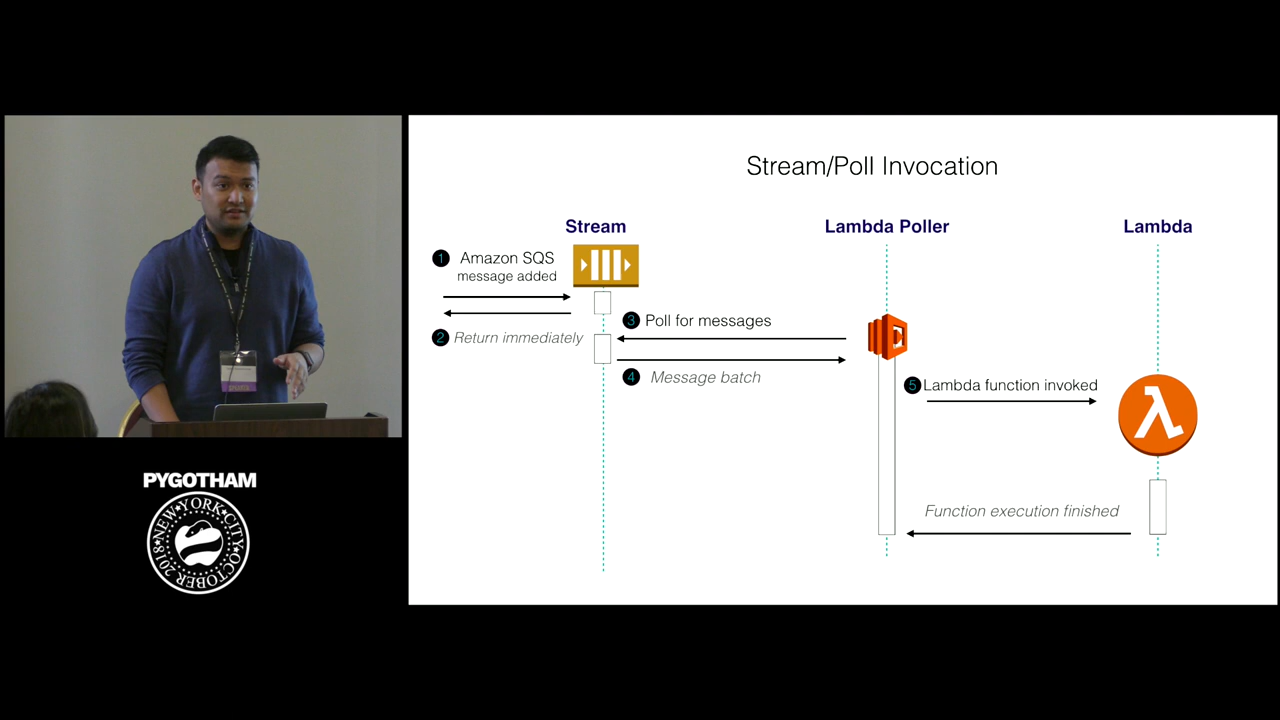 Stream/Poll Invocation
Stream
Lambda Poller
Lambda
1 Amazon SQS
message added
2 Return immediately
3 Poll for messages
4 Message batch
5 Lambda function invoked
Function execution finished
PYGOTHAM
NEW·YORK·CITY·OCTOBER 2018